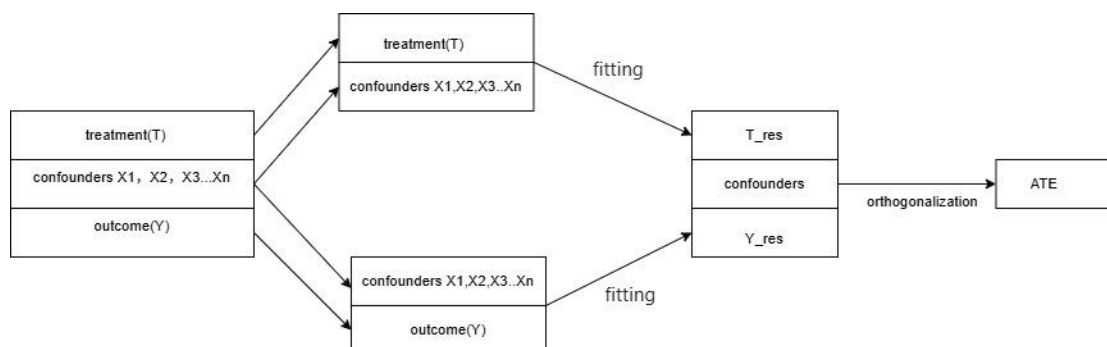 treatment(T)
confounders X1，X2，X3...Xn
outcome(Y)
treatment(T)
confounders X1,X2,X3..Xn
fitting
confounders X1,X2,X3..Xn
outcome(Y)
fitting
T_res
confounders
Y_res
orthogonalization
ATE